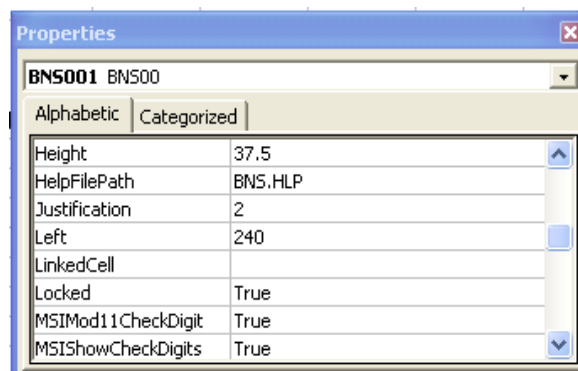 Properties
BNS001 BNS00
Alphabetic Categorized
Height 37.5
HelpFilePath BNS.HLP
Justification 2
Left 240
LinkedCell
Locked True
MSIMod11CheckDigit True
MSIShowCheckDigits True